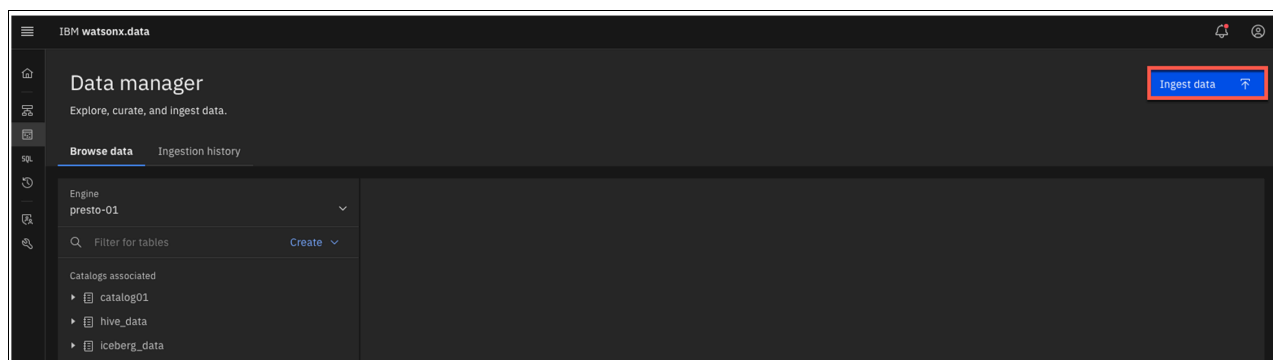 IBM watsonx.data
Data manager
Ingest data
Explore, curate, and ingest data.
Browse data Ingestion history
SQL
Engine
presto-01
Filter for tables Create
Catalogs associated
catalog01
hive_data
iceberg_data